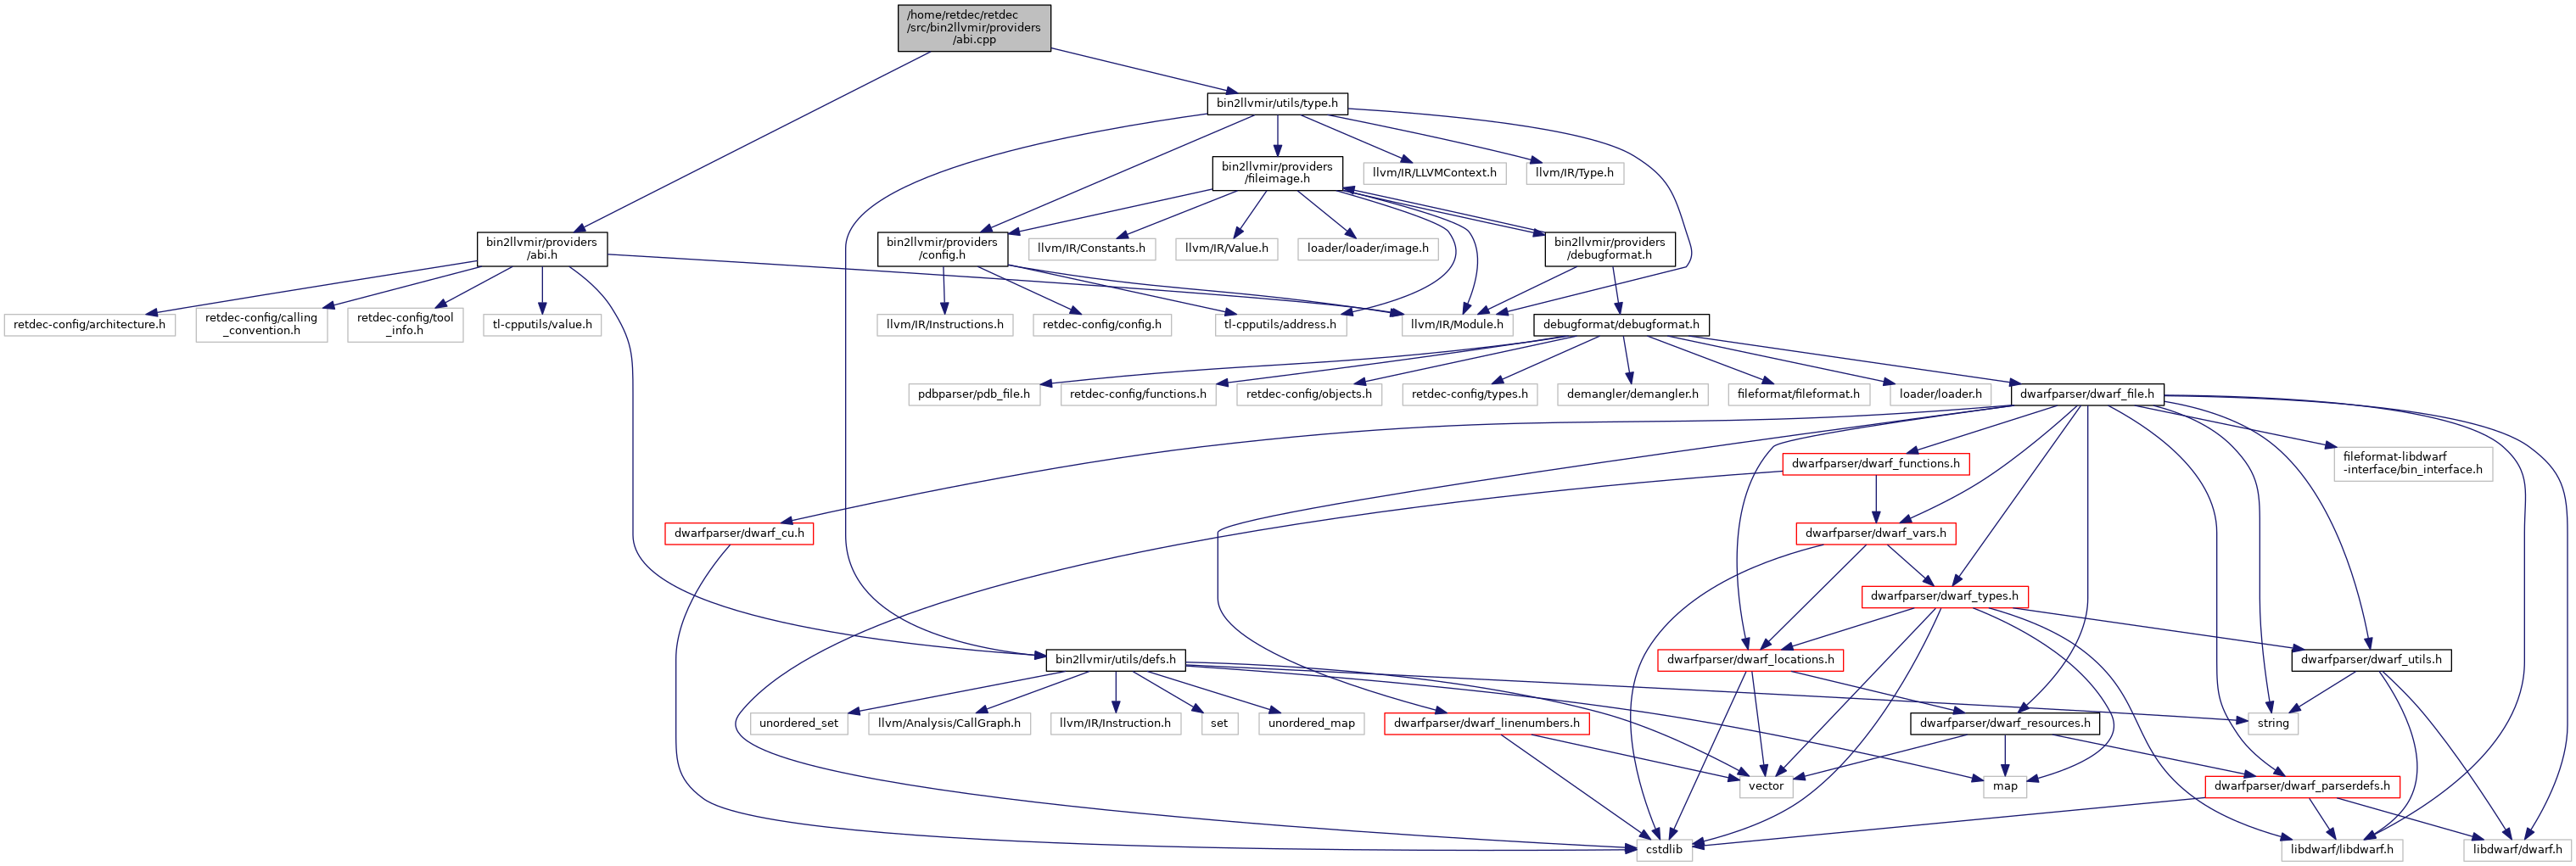 /home/retdec/retdec
/src/bin2llvmir/providers
/abi.cpp
bin2llvmir/utils/type.h
bin2llvmir/providers
/fileimage.h
llvm/IR/LLVMContext.h
llvm/IR/Type.h
bin2llvmir/providers
/abi.h
bin2llvmir/providers
/config.h
llvm/IR/Constants.h
llvm/IR/Value.h
loader/loader/image.h
bin2llvmir/providers
/debugformat.h
retdec-config/architecture.h
retdec-config/calling
_convention.h
retdec-config/tool
_info.h
tl-cpputils/value.h
llvm/IR/Module.h
llvm/IR/Instructions.h
retdec-config/config.h
tl-cpputils/address.h
debugformat/debugformat.h
pdbparser/pdb_file.h
retdec-config/functions.h
retdec-config/objects.h
retdec-config/types.h
demangler/demangler.h
fileformat/fileformat.h
loader/loader.h
dwarfparser/dwarf_file.h
dwarfparser/dwarf_functions.h
fileformat-libdwarf
-interface/bin_interface.h
dwarfparser/dwarf_cu.h
dwarfparser/dwarf_vars.h
dwarfparser/dwarf_types.h
bin2llvmir/utils/defs.h
dwarfparser/dwarf_locations.h
dwarfparser/dwarf_utils.h
unordered_set
llvm/Analysis/CallGraph.h
llvm/IR/Instruction.h
set
unordered_map
dwarfparser/dwarf_linenumbers.h
dwarfparser/dwarf_resources.h
string
vector
map
dwarfparser/dwarf_parserdefs.h
cstdlib
libdwarf/libdwarf.h
libdwarf/dwarf.h